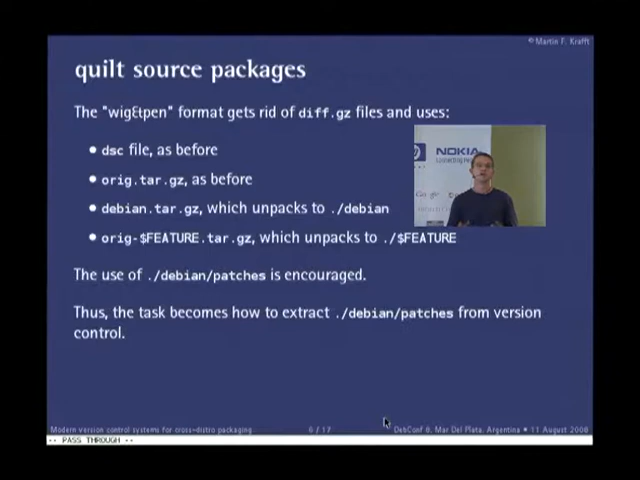 © Martin F. Krafft
quilt source packages
The "wig&pen" format gets rid of diff.gz files and uses:
● dsc file, as before
● orig.tar.gz, as before
● debian.tar.gz, which unpacks to ./debian
● orig-$FEATURE.tar.gz, which unpacks to ./$FEATURE
NOKIA
The use of ./debian/patches is encouraged.
Thus, the task becomes how to extract ./debian/patches from version
control.
Modern version control systems for cross-distro packaging
/ 17
DebConf 8, Mar Del Plata, Argentina ● 11 August 2008
-- PASS THROUGH --